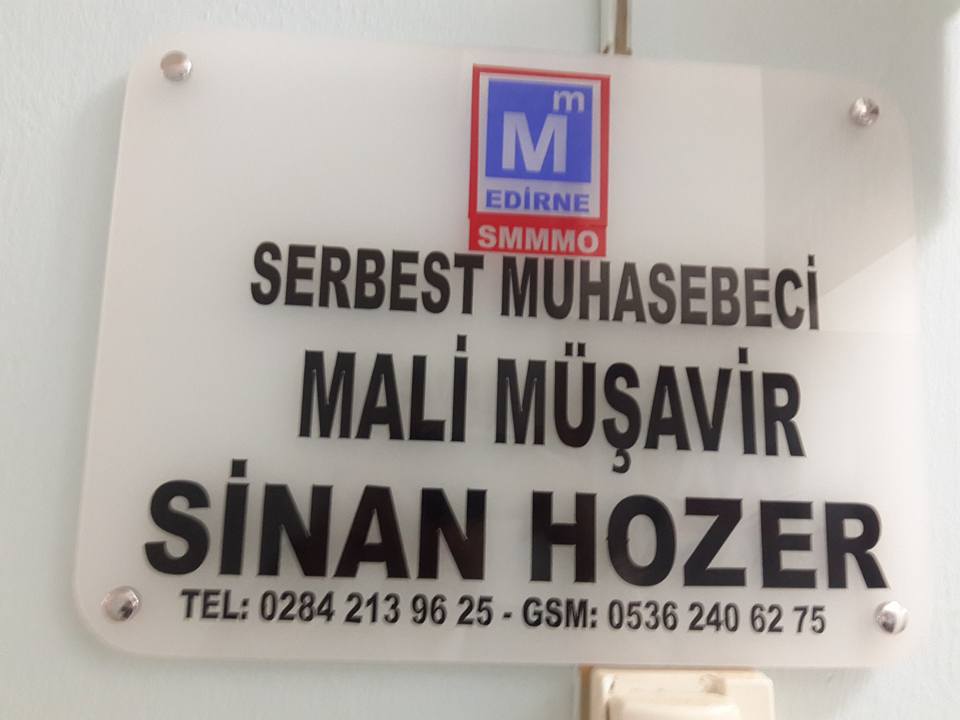 m
M
EDİRNE
SMMMO
SERBEST MUHASEBECİ
MALİ MÜŞAVİR
SİNAN HOZER
TEL: 0284 213 96 25 - GSM: 0536 240 62 75